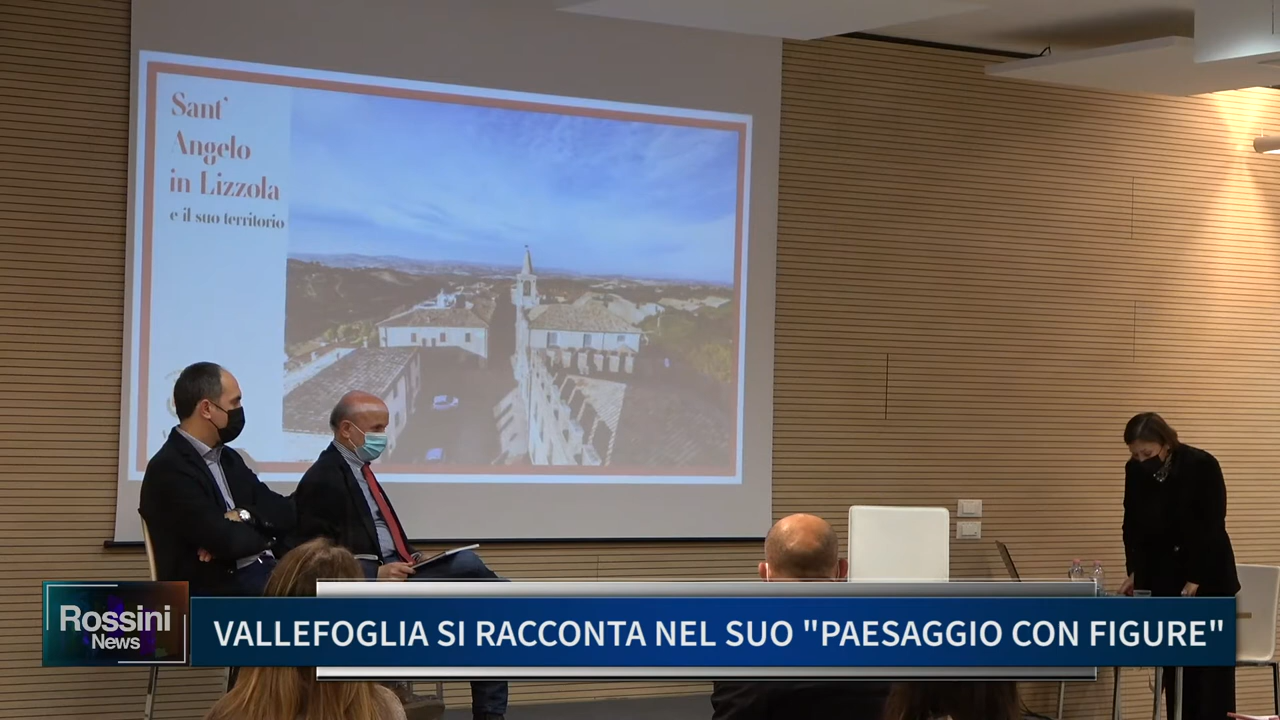 Sant'
Angelo
in Lizzola
e il suo territorio
Rossini
News
VALLEFOGLIA SI RACCONTA NEL SUO "PAESAGGIO CON FIGURE"